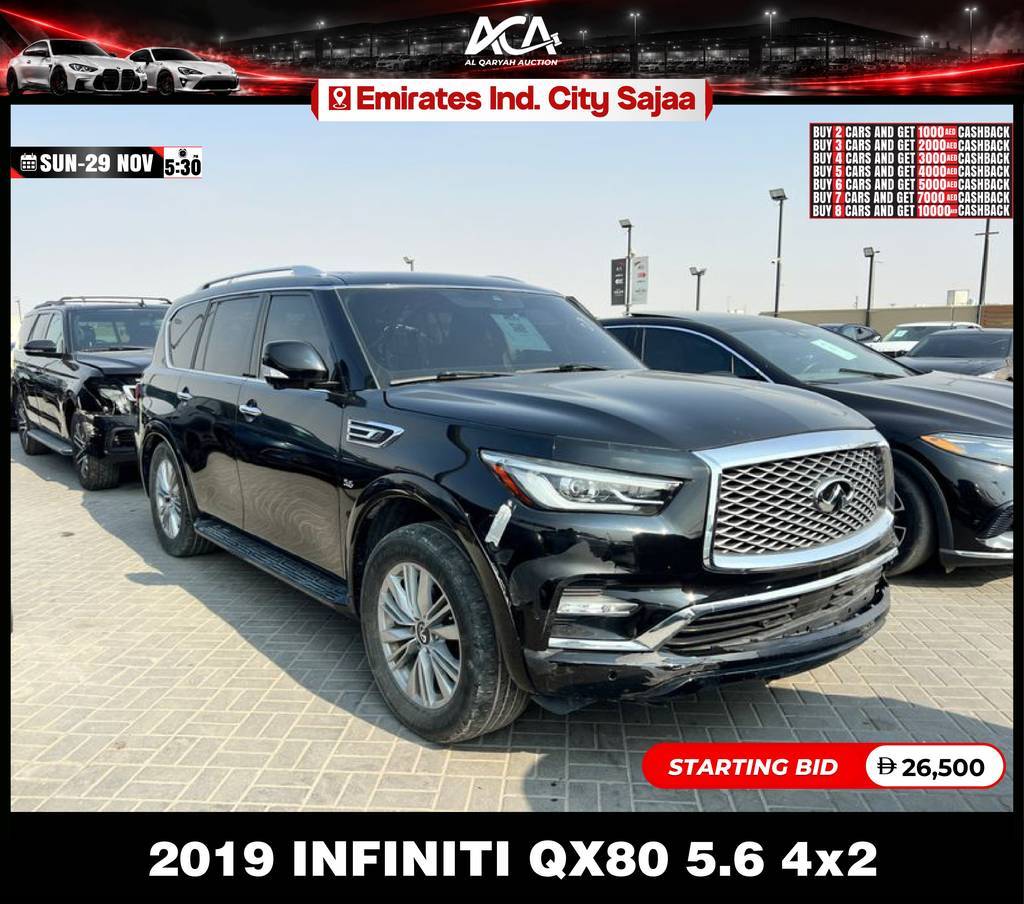 ACA
AL QARYAH AUCTION
Emirates Ind. City Sajaa
SUN-29 NOV 5:30
BUY 2 CARS AND GET 1000 AED CASHBACK
BUY 3 CARS AND GET 2000 AED CASHBACK
BUY 4 CARS AND GET 3000 AED CASHBACK
BUY 5 CARS AND GET 4000 AED CASHBACK
BUY 6 CARS AND GET 5000 AED CASHBACK
BUY 7 CARS AND GET 7000 AED CASHBACK
BUY 8 CARS AND GET 10000 AED CASHBACK
5.6
STARTING BID 26,500
2019 INFINITI QX80 5.6 4x2